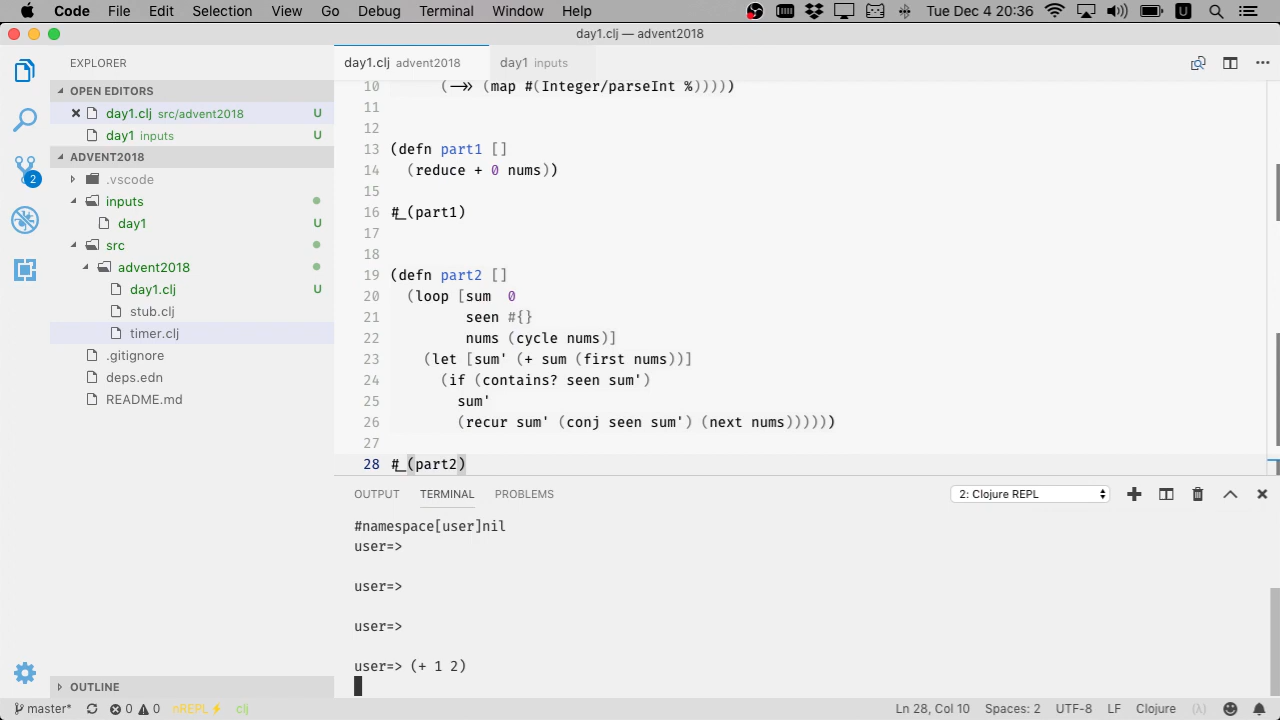 Code File Edit Selection View Go Debug Terminal Window Help Tue Dec 4 20:36
day1.clj — advent2018
EXPLORER
OPEN EDITORS
day1.clj src/advent2018 U
day1 inputs U
ADVENT2018
.vscode
inputs
day1 U
src
advent2018
day1.clj U
stub.clj
timer.clj
.gitignore
deps.edn
README.md
OUTLINE
2
day1.clj advent2018
day1 inputs
10 (->> (map #(Integer/parseInt %)))))
11
12
13 (defn part1 []
14 (reduce + 0 nums))
15
16 #_(part1)
17
18
19 (defn part2 []
20 (loop [sum 0
21 seen #{}
22 nums (cycle nums)]
23 (let [sum' (+ sum (first nums))]
24 (if (contains? seen sum')
25 sum'
26 (recur sum' (conj seen sum') (next nums))))))
27
28 #_(part2)
OUTPUT TERMINAL PROBLEMS 2: Clojure REPL
#namespace[user]nil
user=>
user=>
user=>
user=> (+ 1 2)
master* 0 0 nREPL⚡ clj Ln 28, Col 10 Spaces: 2 UTF-8 LF Clojure (λ)